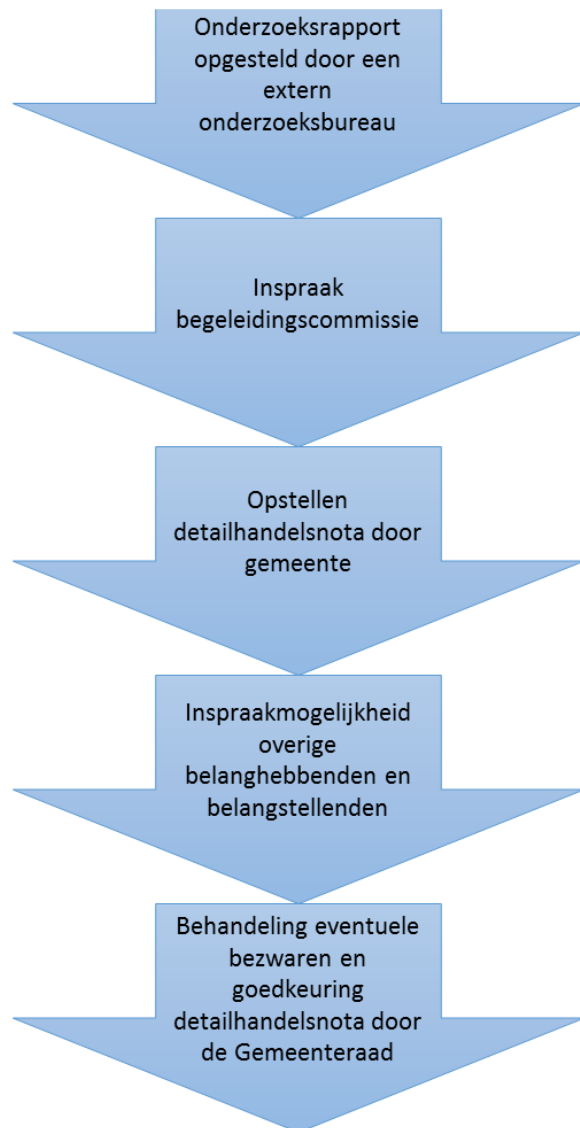 Onderzoeksrapport
opgesteld door een
extern
onderzoeksbureau
Inspraak
begeleidingscommissie
Opstellen
detailhandelsnota door
gemeente
Inspraakmogelijkheid
overige
belanghebbenden en
belangstellenden
Behandeling eventuele
bezwaren en
goedkeuring
detailhandelsnota door
de Gemeenteraad